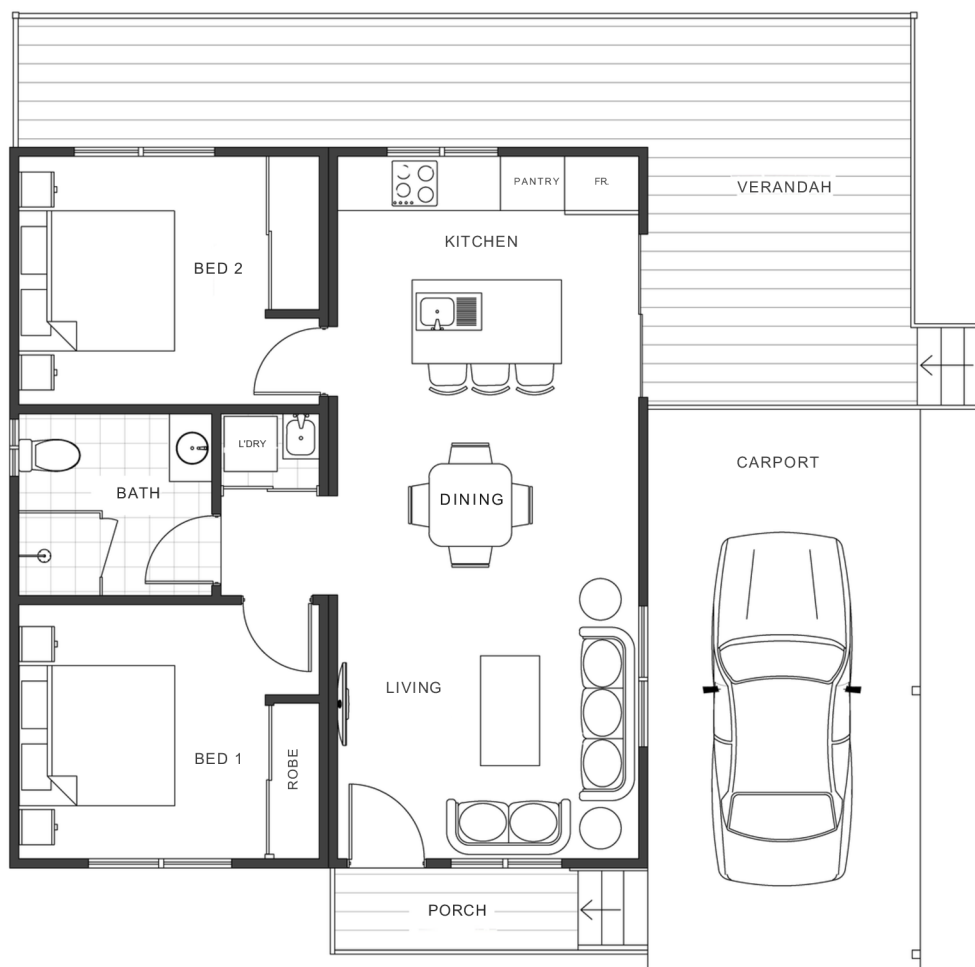 PANTRY
FR.
VERANDAH
KITCHEN
BED 2
L'DRY
CARPORT
BATH
DINING
LIVING
BED 1
ROBE
PORCH